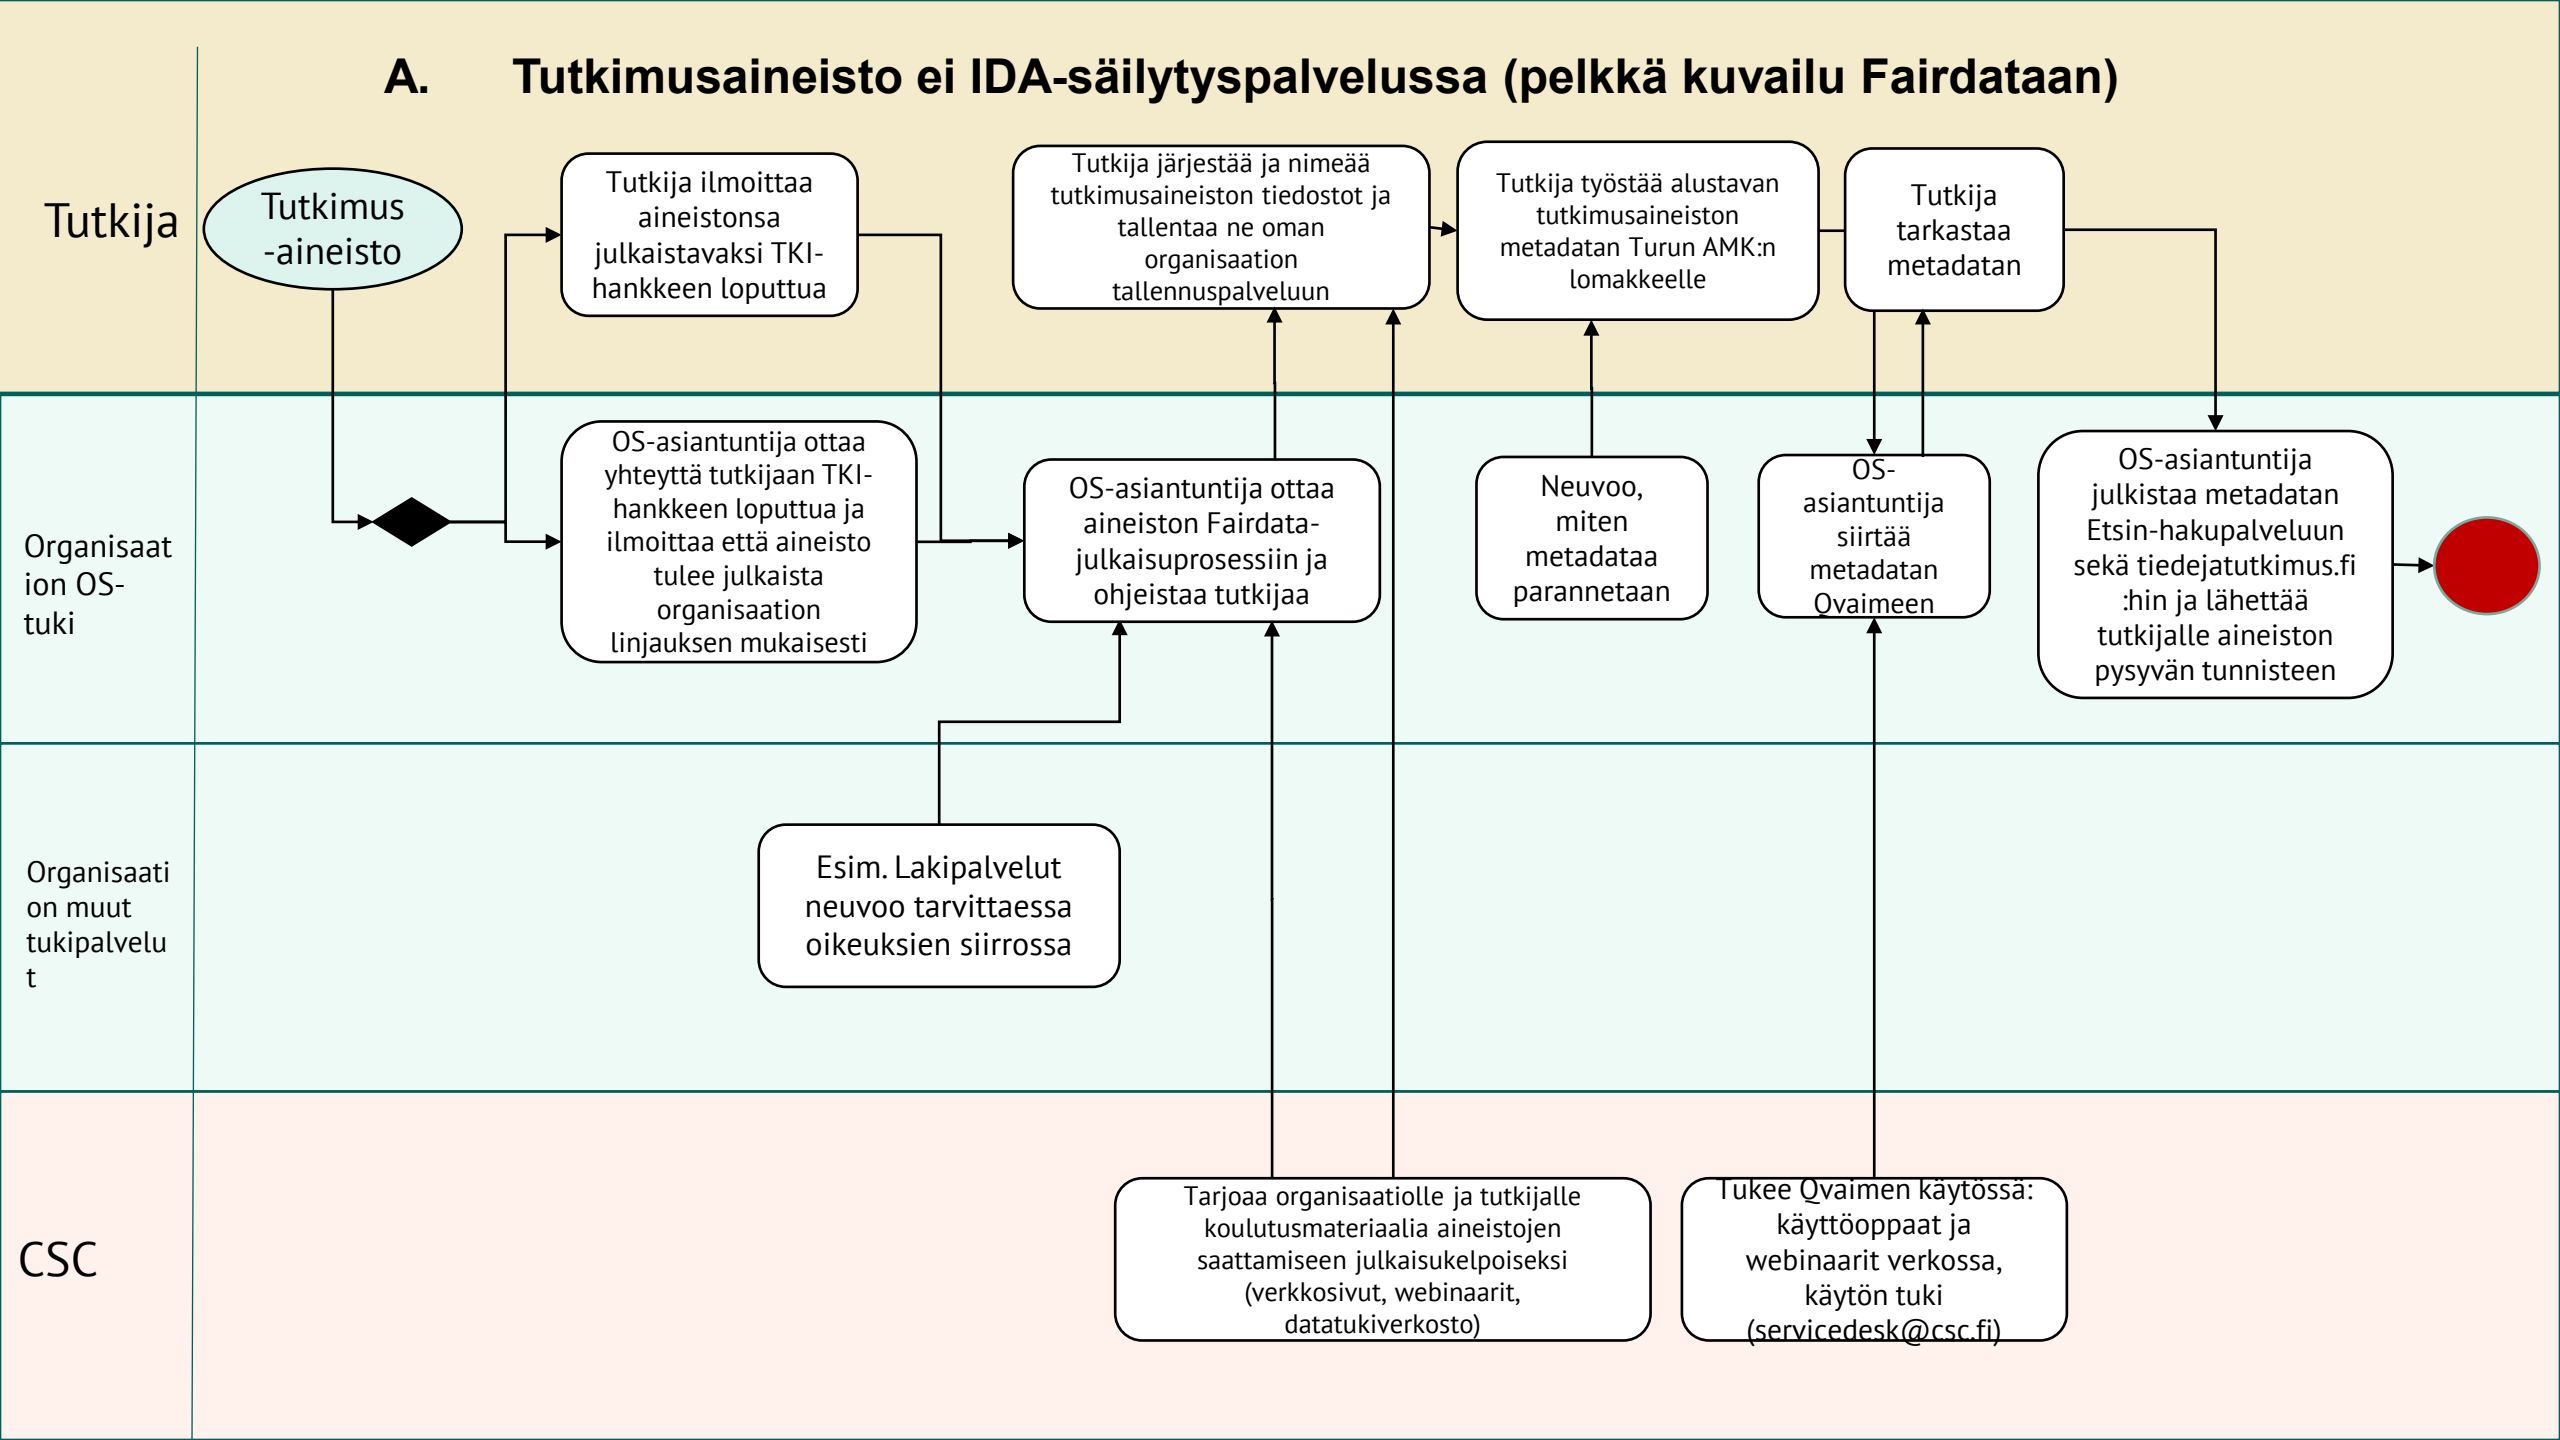 A. Tutkimusaineisto ei IDA-säilytyspalvelussa (pelkkä kuvailu Fairdataan)
Tutkija
Tutkimus
-aineisto
Tutkija ilmoittaa
aineistonsa
julkaistavaksi TKI-
hankkeen loputtua
Tutkija järjestää ja nimeää
tutkimusaineiston tiedostot ja
tallentaa ne oman
organisaation
tallennuspalveluun
Tutkija työstää alustavan
tutkimusaineiston
metadatan Turun AMK:n
lomakkeelle
Tutkija
tarkastaa
metadatan
Organisaat
ion OS-
tuki
OS-asiantuntija ottaa
yhteyttä tutkijaan TKI-
hankkeen loputtua ja
ilmoittaa että aineisto
tulee julkaista
organisaation
linjauksen mukaisesti
OS-asiantuntija ottaa
aineiston Fairdata-
julkaisuprosessiin ja
ohjeistaa tutkijaa
Neuvoo,
miten
metadataa
parannetaan
OS-
asiantuntija
siirtää
metadatan
Qvaimeen
OS-asiantuntija
julkistaa metadatan
Etsin-hakupalveluun
sekä tiedejatutkimus.fi
:hin ja lähettää
tutkijalle aineiston
pysyvän tunnisteen
Organisaati
on muut
tukipalvelu
t
Esim. Lakipalvelut
neuvoo tarvittaessa
oikeuksien siirrossa
CSC
Tarjoaa organisaatiolle ja tutkijalle
koulutusmateriaalia aineistojen
saattamiseen julkaisukelpoiseksi
(verkkosivut, webinaarit,
datatukiverkosto)
Tukee Qvaimen käytössä:
käyttöoppaat ja
webinaarit verkossa,
käytön tuki
(servicedesk@csc.fi)